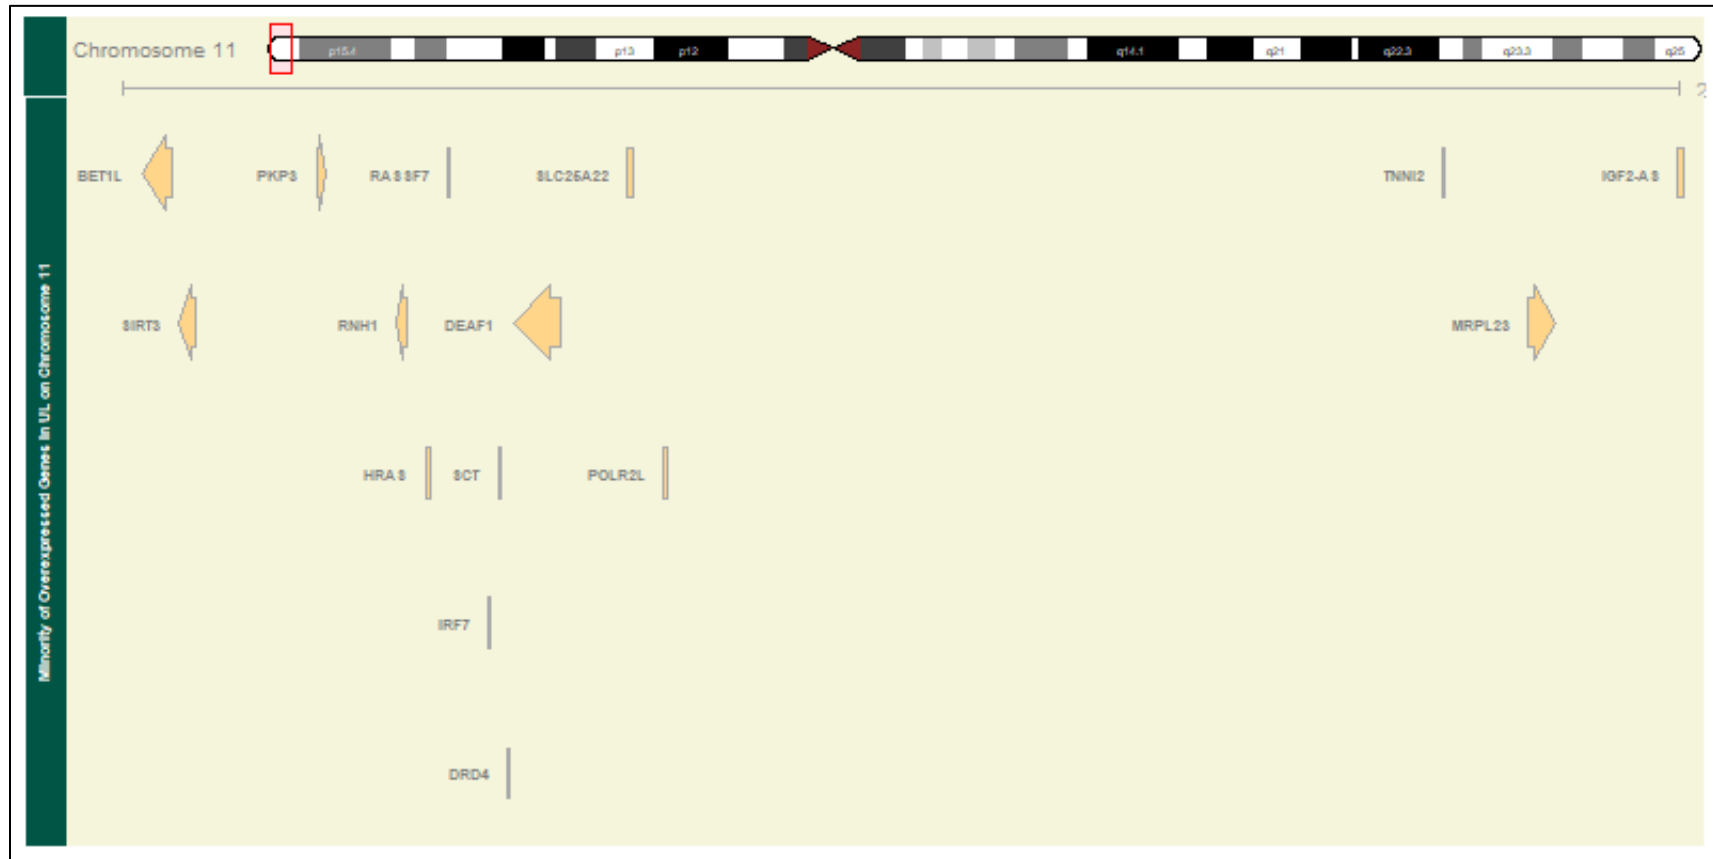 Chromosome 11
p15.4 p13 p12 q14.1 q21 q22.3 q23.3 q25
2
Minority of Overexpressed Genes in UL on Chromosome 11
BET1L PKP3 RASSF7 SLC25A22 TNNI2 IGF2-AS
SIRT3 RNH1 DEAF1 MRPL23
HRAS SCT POLR2L
IRF7
DRD4